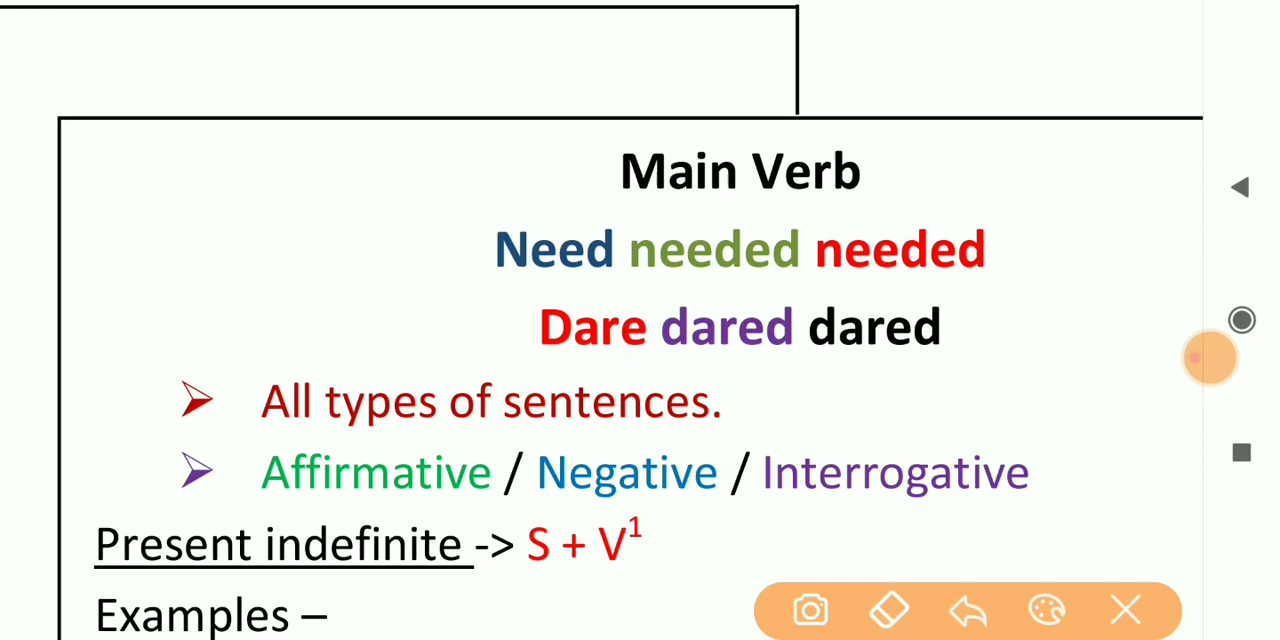 Main Verb
Need needed needed
Dare dared dared
All types of sentences.
Affirmative / Negative / Interrogative
Present indefinite -> S + V¹
Examples –